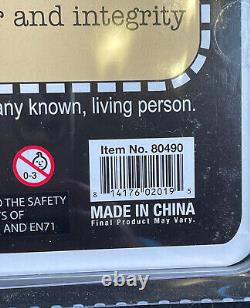 r and integrity
any known, living person.
Item No. 80490
8 14176 02019 5
0-3
O THE SAFETY
TS OF
AND EN71
MADE IN CHINA
Final Product May Vary.